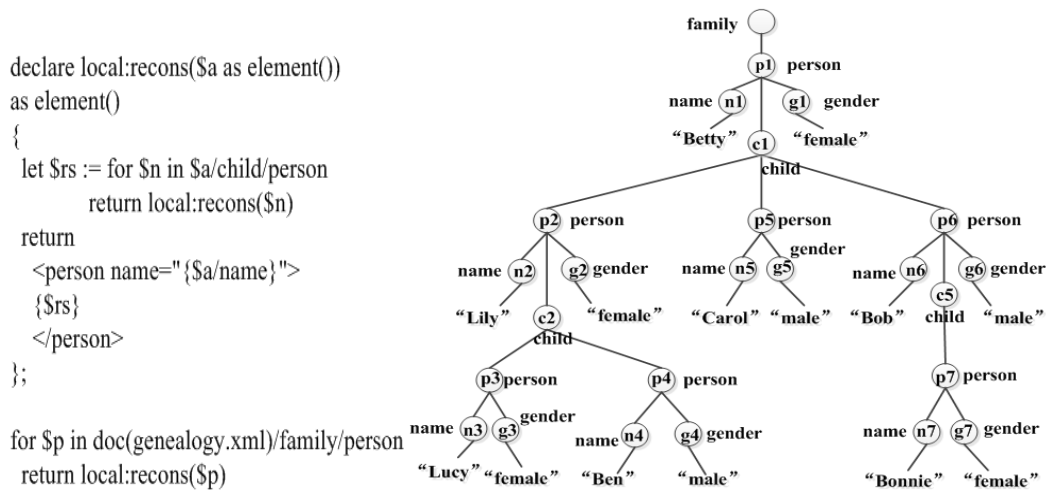 declare local:recons($a as element())
as element()
{
let $rs := for $n in $a/child/person
return local:recons($n)
return
<person name="{$a/name}">
{$rs}
</person>
};
for $p in doc(genealogy.xml)/family/person
return local:recons($p)
family
p1 person
name n1 g1 gender
“Betty” “female”
c1
child
p2 person p5 person p6 person
name n2 g2 gender name n5 g5 gender name n6 g6 gender
c5
“Lily” “female” “Carol” “male” “Bob” child “male”
c2
child
p3 person p4 person p7 person
name n3 g3 gender name n4 g4 gender name n7 g7 gender
“Lucy” “female” “Ben” “male” “Bonnie” “female”